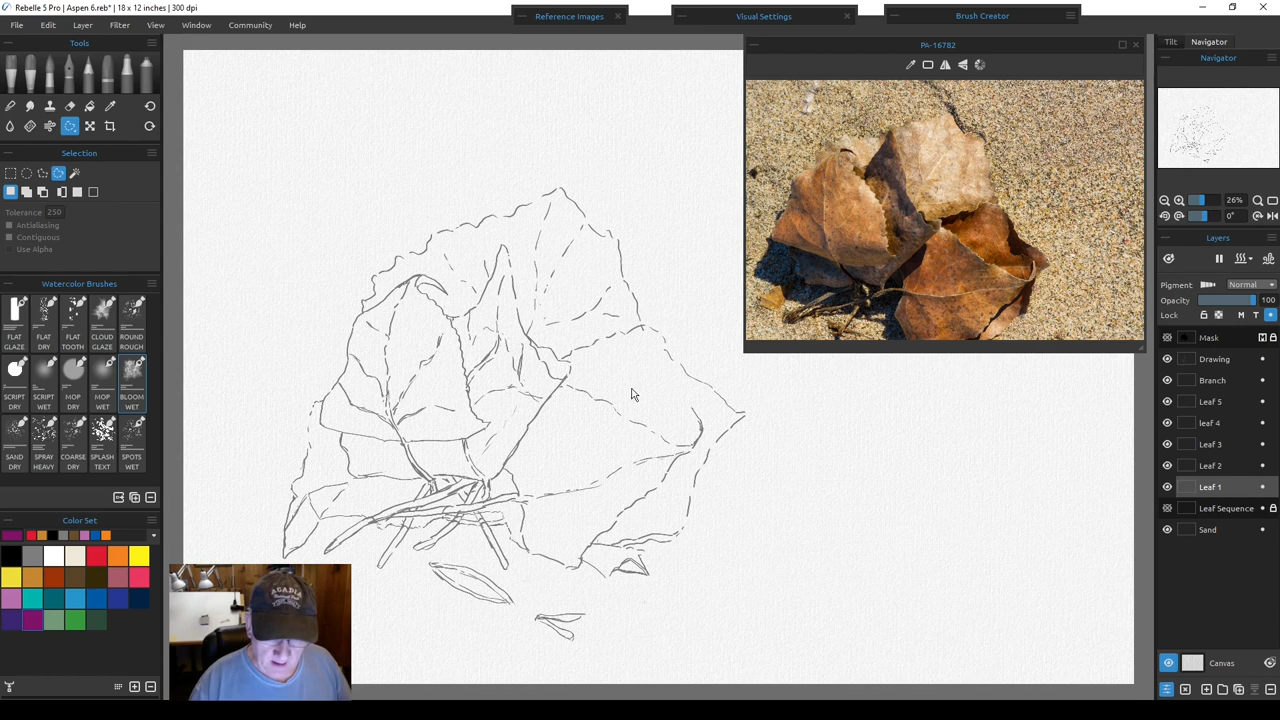 Rebelle 5 Pro | Aspen 6.reb* | 18 x 12 inches | 300 dpi
File Edit Layer Filter View Window Community Help
Reference Images
Visual Settings
Brush Creator
Tools
PA-16782
Tilt Navigator
Navigator
Selection
Tolerance 250
Antialiasing
Contiguous
Use Alpha
26%
0°
Layers
Pigment Normal
Opacity 100
Lock M T
Watercolor Brushes
FLAT GLAZE
FLAT DRY
FLAT TOOTH
CLOUD GLAZE
ROUND ROUGH
SCRIPT DRY
SCRIPT WET
MOP DRY
MOP WET
BLOOM WET
SAND DRY
SPRAY HEAVY
COARSE DRY
SPLASH TEXT
SPOTS WET
Mask
Drawing
Branch
Leaf 5
leaf 4
Leaf 3
Leaf 2
Leaf 1
Leaf Sequence
Sand
Color Set
ACADIA
Canvas